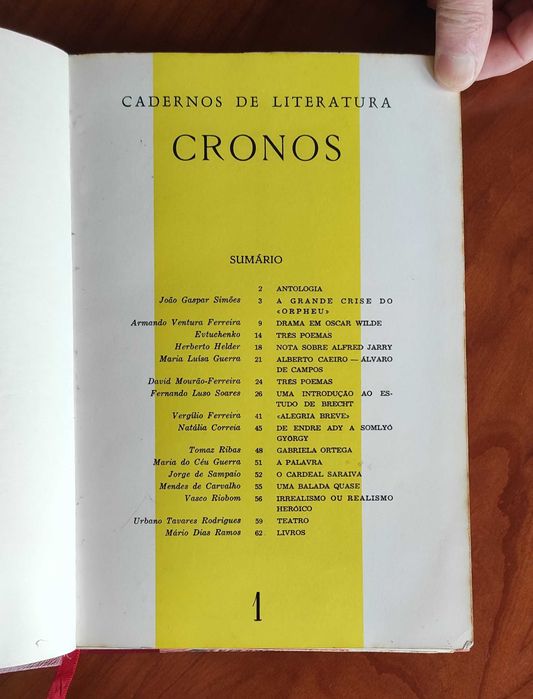 CADERNOS DE LITERATURA
CRONOS
SUMÁRIO
2 ANTOLOGIA
João Gaspar Simões 3 A GRANDE CRISE DO
«ORPHEU»
Armando Ventura Ferreira 9 DRAMA EM OSCAR WILDE
Evtuchenko 14 TRÊS POEMAS
Herberto Helder 18 NOTA SOBRE ALFRED JARRY
Maria Luísa Guerra 21 ALBERTO CAEIRO — ÁLVARO
DE CAMPOS
David Mourão-Ferreira 24 TRÊS POEMAS
Fernando Luso Soares 26 UMA INTRODUÇÃO AO ES-
TUDO DE BRECHT
Vergílio Ferreira 41 «ALEGRIA BREVE»
Natália Correia 45 DE ENDRE ADY A SOMLYÓ
GYÖRGY
Tomaz Ribas 48 GABRIELA ORTEGA
Maria do Céu Guerra 51 A PALAVRA
Jorge de Sampaio 52 O CARDEAL SARAIVA
Mendes de Carvalho 55 UMA BALADA QUASE
Vasco Riobom 56 IRREALISMO OU REALISMO
HERÓICO
Urbano Tavares Rodrigues 59 TEATRO
Mário Dias Ramos 62 LIVROS
1